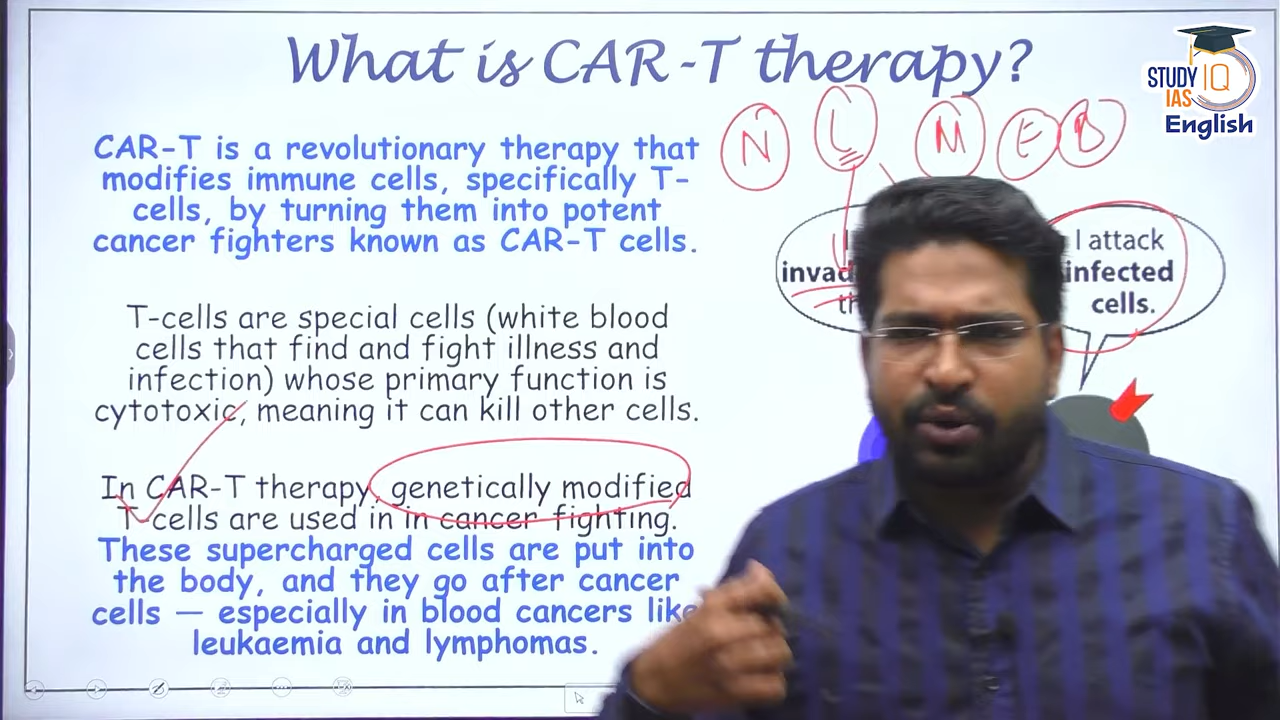 What is CAR-T therapy?
STUDY IQ
IAS
English
N L M E B
CAR-T is a revolutionary therapy that
modifies immune cells, specifically T-
cells, by turning them into potent
cancer fighters known as CAR-T cells.
T-cells are special cells (white blood
cells that find and fight illness and
infection) whose primary function is
cytotoxic, meaning it can kill other cells.
In CAR-T therapy, genetically modified
T-cells are used in in cancer fighting.
These supercharged cells are put into
the body, and they go after cancer
cells — especially in blood cancers like
leukaemia and lymphomas.
I attack
infected
cells.